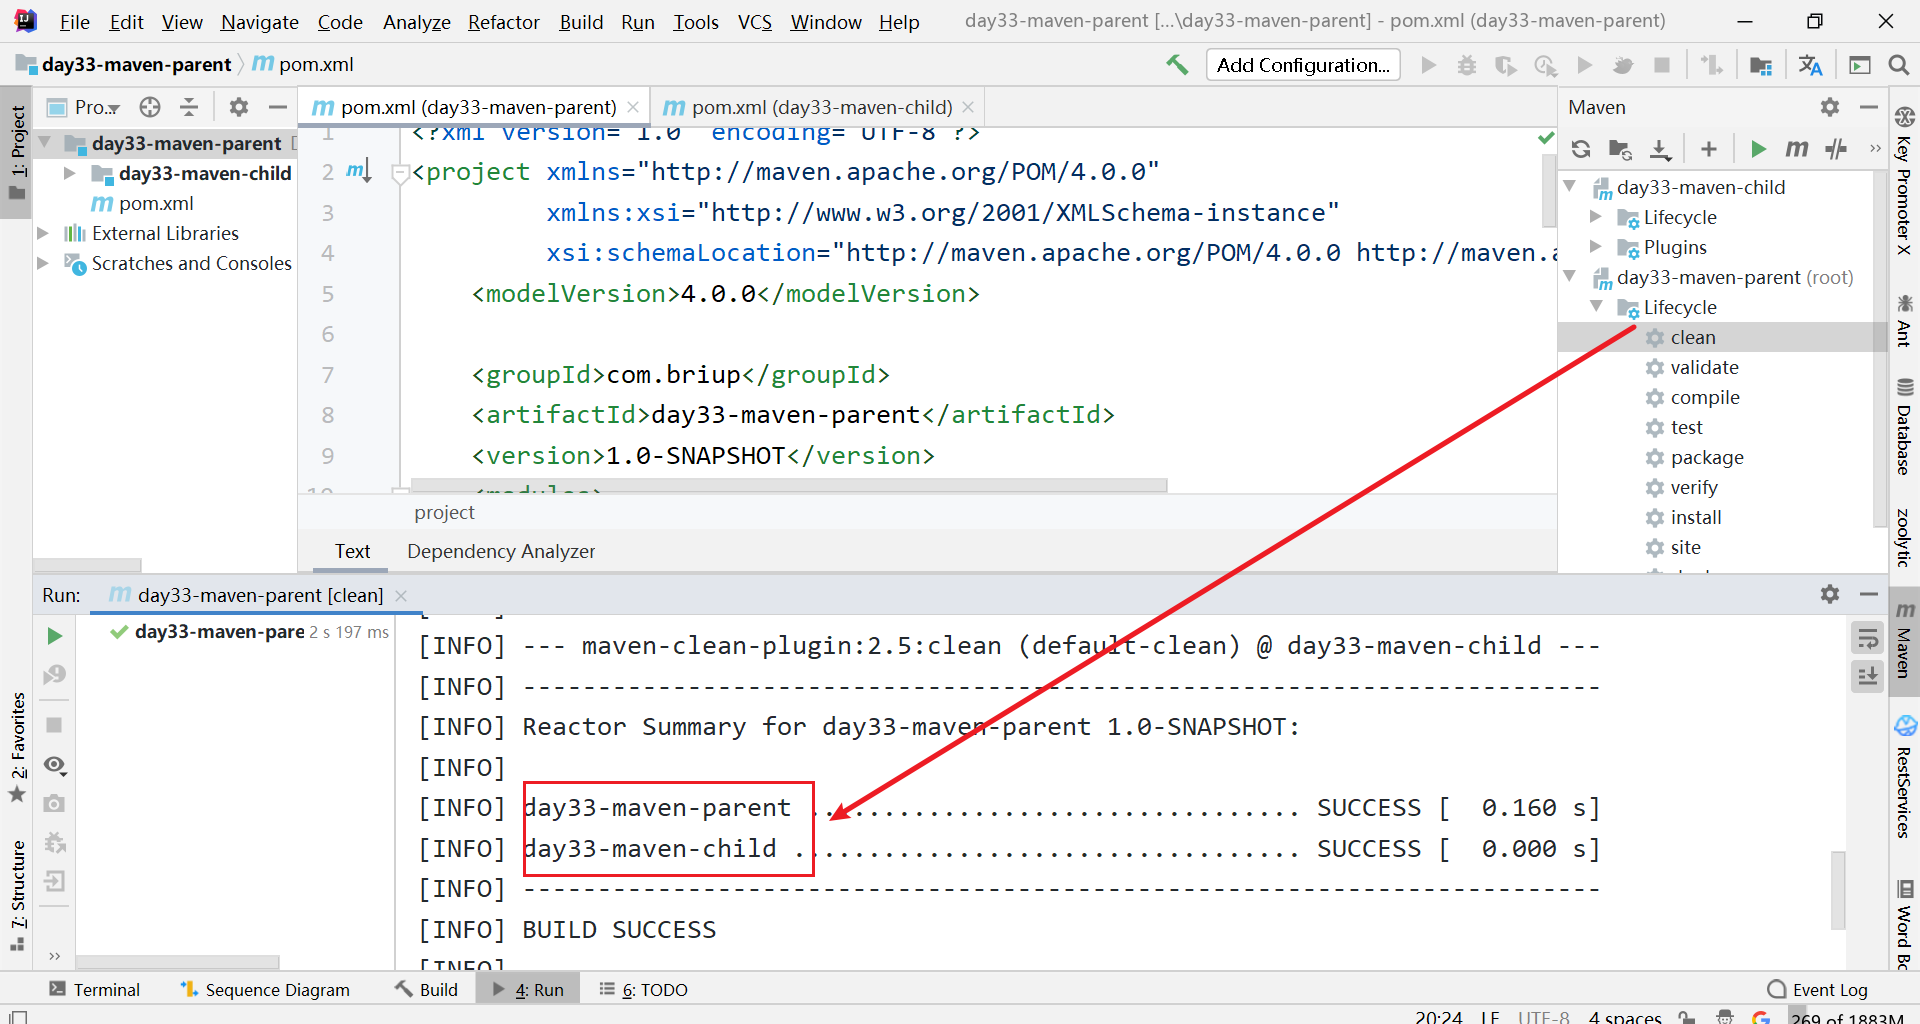 File Edit View Navigate Code Analyze Refactor Build Run Tools VCS Window Help day33-maven-parent [...\day33-maven-parent] - pom.xml (day33-maven-parent)
day33-maven-parent pom.xml Add Configuration...
1: Project
Pro...
pom.xml (day33-maven-parent)
pom.xml (day33-maven-child)
day33-maven-parent
day33-maven-child
pom.xml
External Libraries
Scratches and Consoles
1 <?xml version="1.0" encoding="UTF-8"?>
2 <project xmlns="http://maven.apache.org/POM/4.0.0"
3 xmlns:xsi="http://www.w3.org/2001/XMLSchema-instance"
4 xsi:schemaLocation="http://maven.apache.org/POM/4.0.0 http://maven.a
5 <modelVersion>4.0.0</modelVersion>
6
7 <groupId>com.briup</groupId>
8 <artifactId>day33-maven-parent</artifactId>
9 <version>1.0-SNAPSHOT</version>
10 <modules>
project
Text Dependency Analyzer
Maven
day33-maven-child
Lifecycle
Plugins
day33-maven-parent (root)
Lifecycle
clean
validate
compile
test
package
verify
install
site
Key Promoter X
Ant
Database
zoolytic
Maven
RestServices
Word Bo
Run: day33-maven-parent [clean]
day33-maven-pare 2 s 197 ms
[INFO] --- maven-clean-plugin:2.5:clean (default-clean) @ day33-maven-child ---
[INFO] ------------------------------------------------------------------------
[INFO] Reactor Summary for day33-maven-parent 1.0-SNAPSHOT:
[INFO]
[INFO] day33-maven-parent ................................. SUCCESS [  0.160 s]
[INFO] day33-maven-child .................................. SUCCESS [  0.000 s]
[INFO] ------------------------------------------------------------------------
[INFO] BUILD SUCCESS
[INFO]
2: Favorites
7: Structure
Terminal Sequence Diagram Build 4: Run 6: TODO Event Log
20:24 LF UTF-8 4 spaces 269 of 1883M